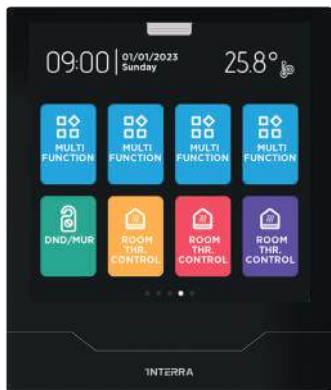 09:00
01/01/2023
Sunday
25.8°
MULTI
FUNCTION
MULTI
FUNCTION
MULTI
FUNCTION
MULTI
FUNCTION
DND/MUR
ROOM
THR.
CONTROL
ROOM
THR.
CONTROL
ROOM
THR.
CONTROL
INTERRA